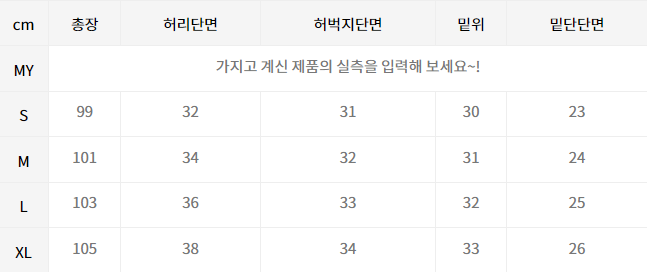 cm 총장 허리단면 허벅지단면 밑위 밑단단면
MY 가지고 계신 제품의 실측을 입력해 보세요~!
S 99 32 31 30 23
M 101 34 32 31 24
L 103 36 33 32 25
XL 105 38 34 33 26